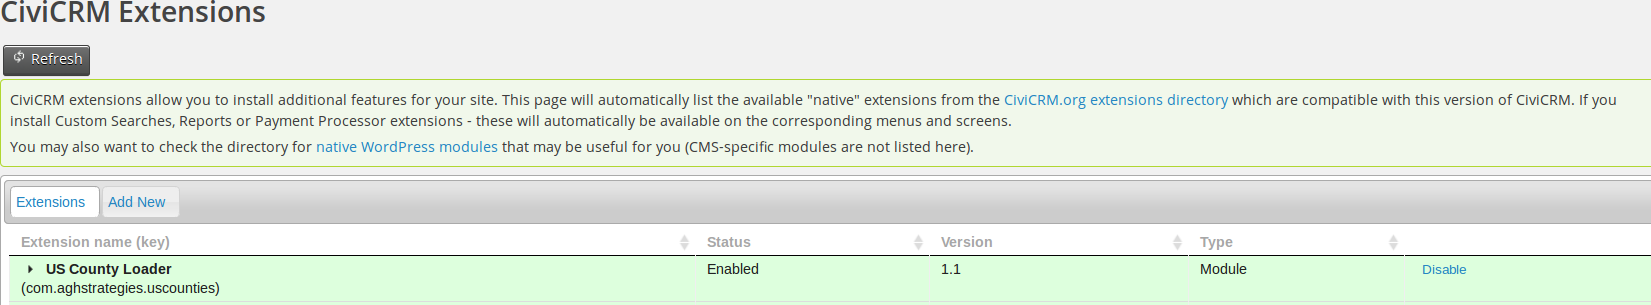 CiviCRM Extensions
Refresh
CiviCRM extensions allow you to install additional features for your site. This page will automatically list the available "native" extensions from the CiviCRM.org extensions directory which are compatible with this version of CiviCRM. If you
install Custom Searches, Reports or Payment Processor extensions - these will automatically be available on the corresponding menus and screens.
You may also want to check the directory for native WordPress modules that may be useful for you (CMS-specific modules are not listed here).
Extensions Add New
Extension name (key) Status Version Type
US County Loader Enabled 1.1 Module Disable
(com.aghstrategies.uscounties)